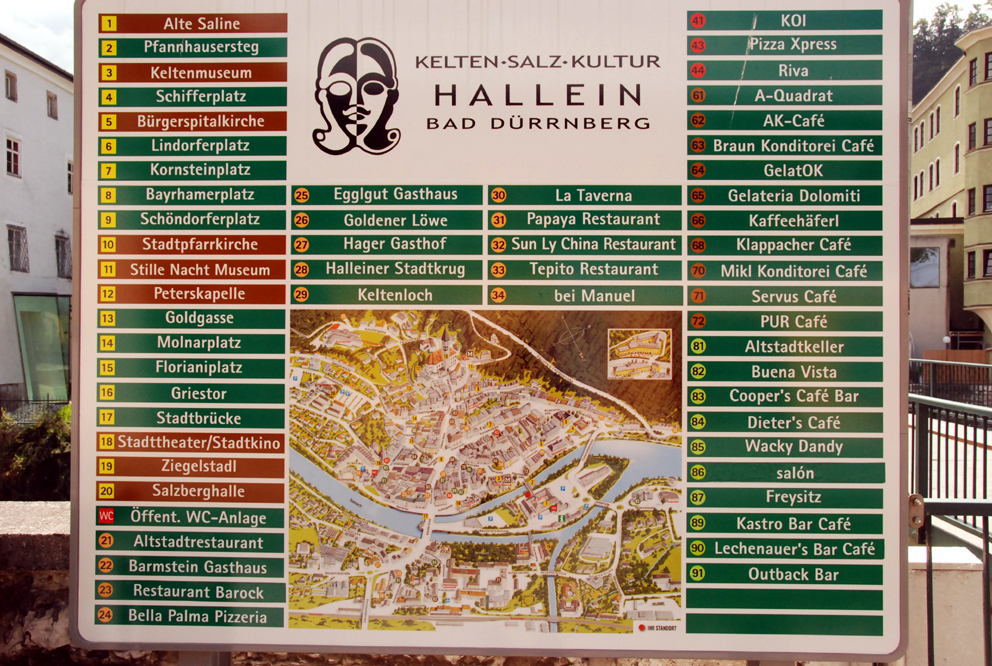 1 Alte Saline
2 Pfannhausersteg
3 Keltenmuseum
4 Schifferplatz
5 Bürgerspitalkirche
6 Lindorferplatz
7 Kornsteinplatz
8 Bayrhamerplatz
9 Schöndorferplatz
10 Stadtpfarrkirche
11 Stille Nacht Museum
12 Peterskapelle
13 Goldgasse
14 Molnarplatz
15 Florianiplatz
16 Griestor
17 Stadtbrücke
18 Stadttheater/Stadtkino
19 Ziegelstadl
20 Salzberghalle
WC Öffent. WC-Anlage
21 Altstadtrestaurant
22 Barmstein Gasthaus
23 Restaurant Barock
24 Bella Palma Pizzeria
KELTEN·SALZ·KULTUR
HALLEIN
BAD DÜRRNBERG
25 Egglgut Gasthaus
26 Goldener Löwe
27 Hager Gasthof
28 Halleiner Stadtkrug
29 Keltenloch
30 La Taverna
31 Papaya Restaurant
32 Sun Ly China Restaurant
33 Tepito Restaurant
34 bei Manuel
IHR STANDORT
41 KOI
43 Pizza Xpress
44 Riva
61 A-Quadrat
62 AK-Café
63 Braun Konditorei Café
64 GelatOK
65 Gelateria Dolomiti
66 Kaffeehäferl
68 Klappacher Café
70 Mikl Konditorei Café
71 Servus Café
72 PUR Café
81 Altstadtkeller
82 Buena Vista
83 Cooper's Café Bar
84 Dieter's Café
85 Wacky Dandy
86 salón
87 Freysitz
89 Kastro Bar Café
90 Lechenauer's Bar Café
91 Outback Bar